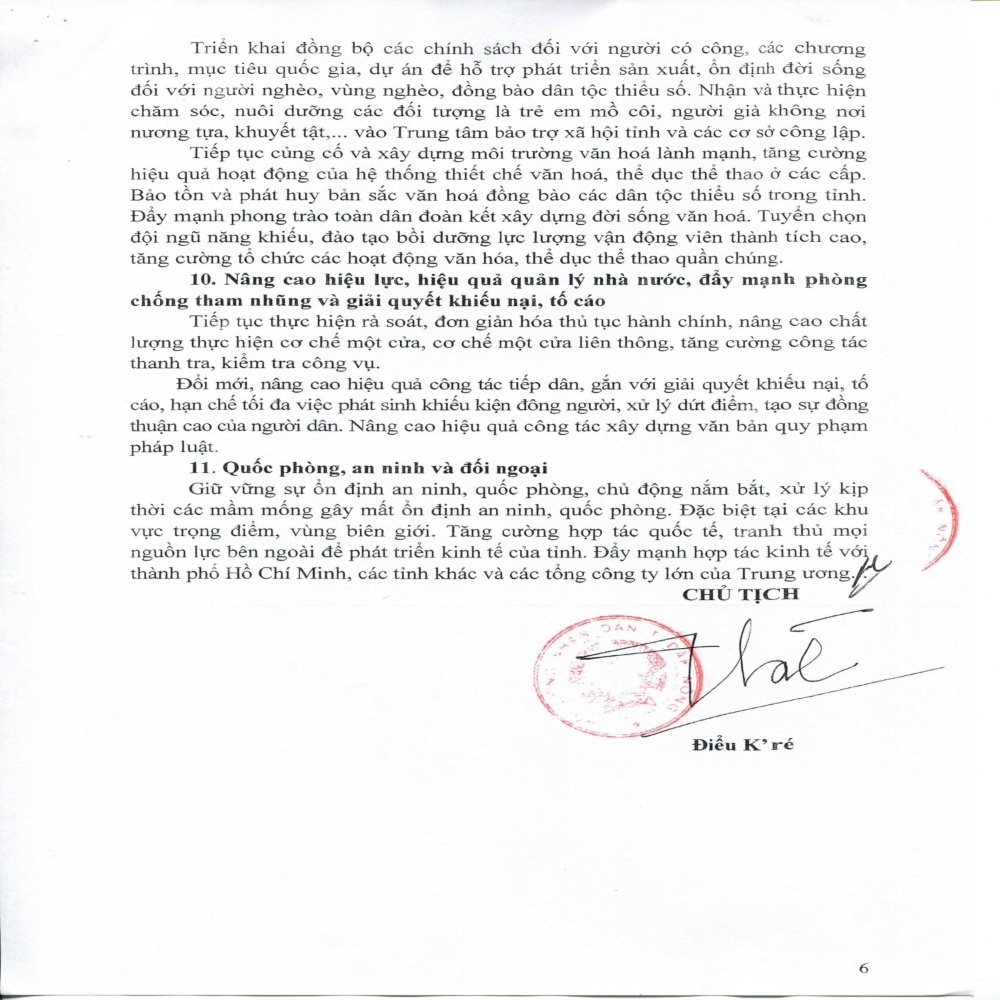 Triển khai đồng bộ các chính sách đối với người có công, các chương
trình, mục tiêu quốc gia, dự án để hỗ trợ phát triển sản xuất, ổn định đời sống
đối với người nghèo, vùng nghèo, đồng bào dân tộc thiểu số. Nhận và thực hiện
chăm sóc, nuôi dưỡng các đối tượng là trẻ em mồ côi, người già không nơi
nương tựa, khuyết tật,... vào Trung tâm bảo trợ xã hội tỉnh và các cơ sở công lập.
Tiếp tục củng cố và xây dựng môi trường văn hoá lành mạnh, tăng cường
hiệu quả hoạt động của hệ thống thiết chế văn hoá, thể dục thể thao ở các cấp.
Bảo tồn và phát huy bản sắc văn hoá đồng bào các dân tộc thiểu số trong tỉnh.
Đẩy mạnh phong trào toàn dân đoàn kết xây dựng đời sống văn hoá. Tuyển chọn
đội ngũ năng khiếu, đào tạo bồi dưỡng lực lượng vận động viên thành tích cao,
tăng cường tổ chức các hoạt động văn hóa, thể dục thể thao quần chúng.
10. Nâng cao hiệu lực, hiệu quả quản lý nhà nước, đẩy mạnh phòng
chống tham nhũng và giải quyết khiếu nại, tố cáo
Tiếp tục thực hiện rà soát, đơn giản hóa thủ tục hành chính, nâng cao chất
lượng thực hiện cơ chế một cửa, cơ chế một cửa liên thông, tăng cường công tác
thanh tra, kiểm tra công vụ.
Đổi mới, nâng cao hiệu quả công tác tiếp dân, gắn với giải quyết khiếu nại, tố
cáo, hạn chế tối đa việc phát sinh khiếu kiện đông người, xử lý dứt điểm, tạo sự đồng
thuận cao của người dân. Nâng cao hiệu quả công tác xây dựng văn bản quy phạm
pháp luật.
11. Quốc phòng, an ninh và đối ngoại
Giữ vững sự ổn định an ninh, quốc phòng, chủ động nắm bắt, xử lý kịp
thời các mầm mống gây mất ổn định an ninh, quốc phòng. Đặc biệt tại các khu
vực trọng điểm, vùng biên giới. Tăng cường hợp tác quốc tế, tranh thủ mọi
nguồn lực bên ngoài để phát triển kinh tế của tỉnh. Đẩy mạnh hợp tác kinh tế với
thành phố Hồ Chí Minh, các tỉnh khác và các tổng công ty lớn của Trung ương./.
CHỦ TỊCH
Điểu K' ré
6